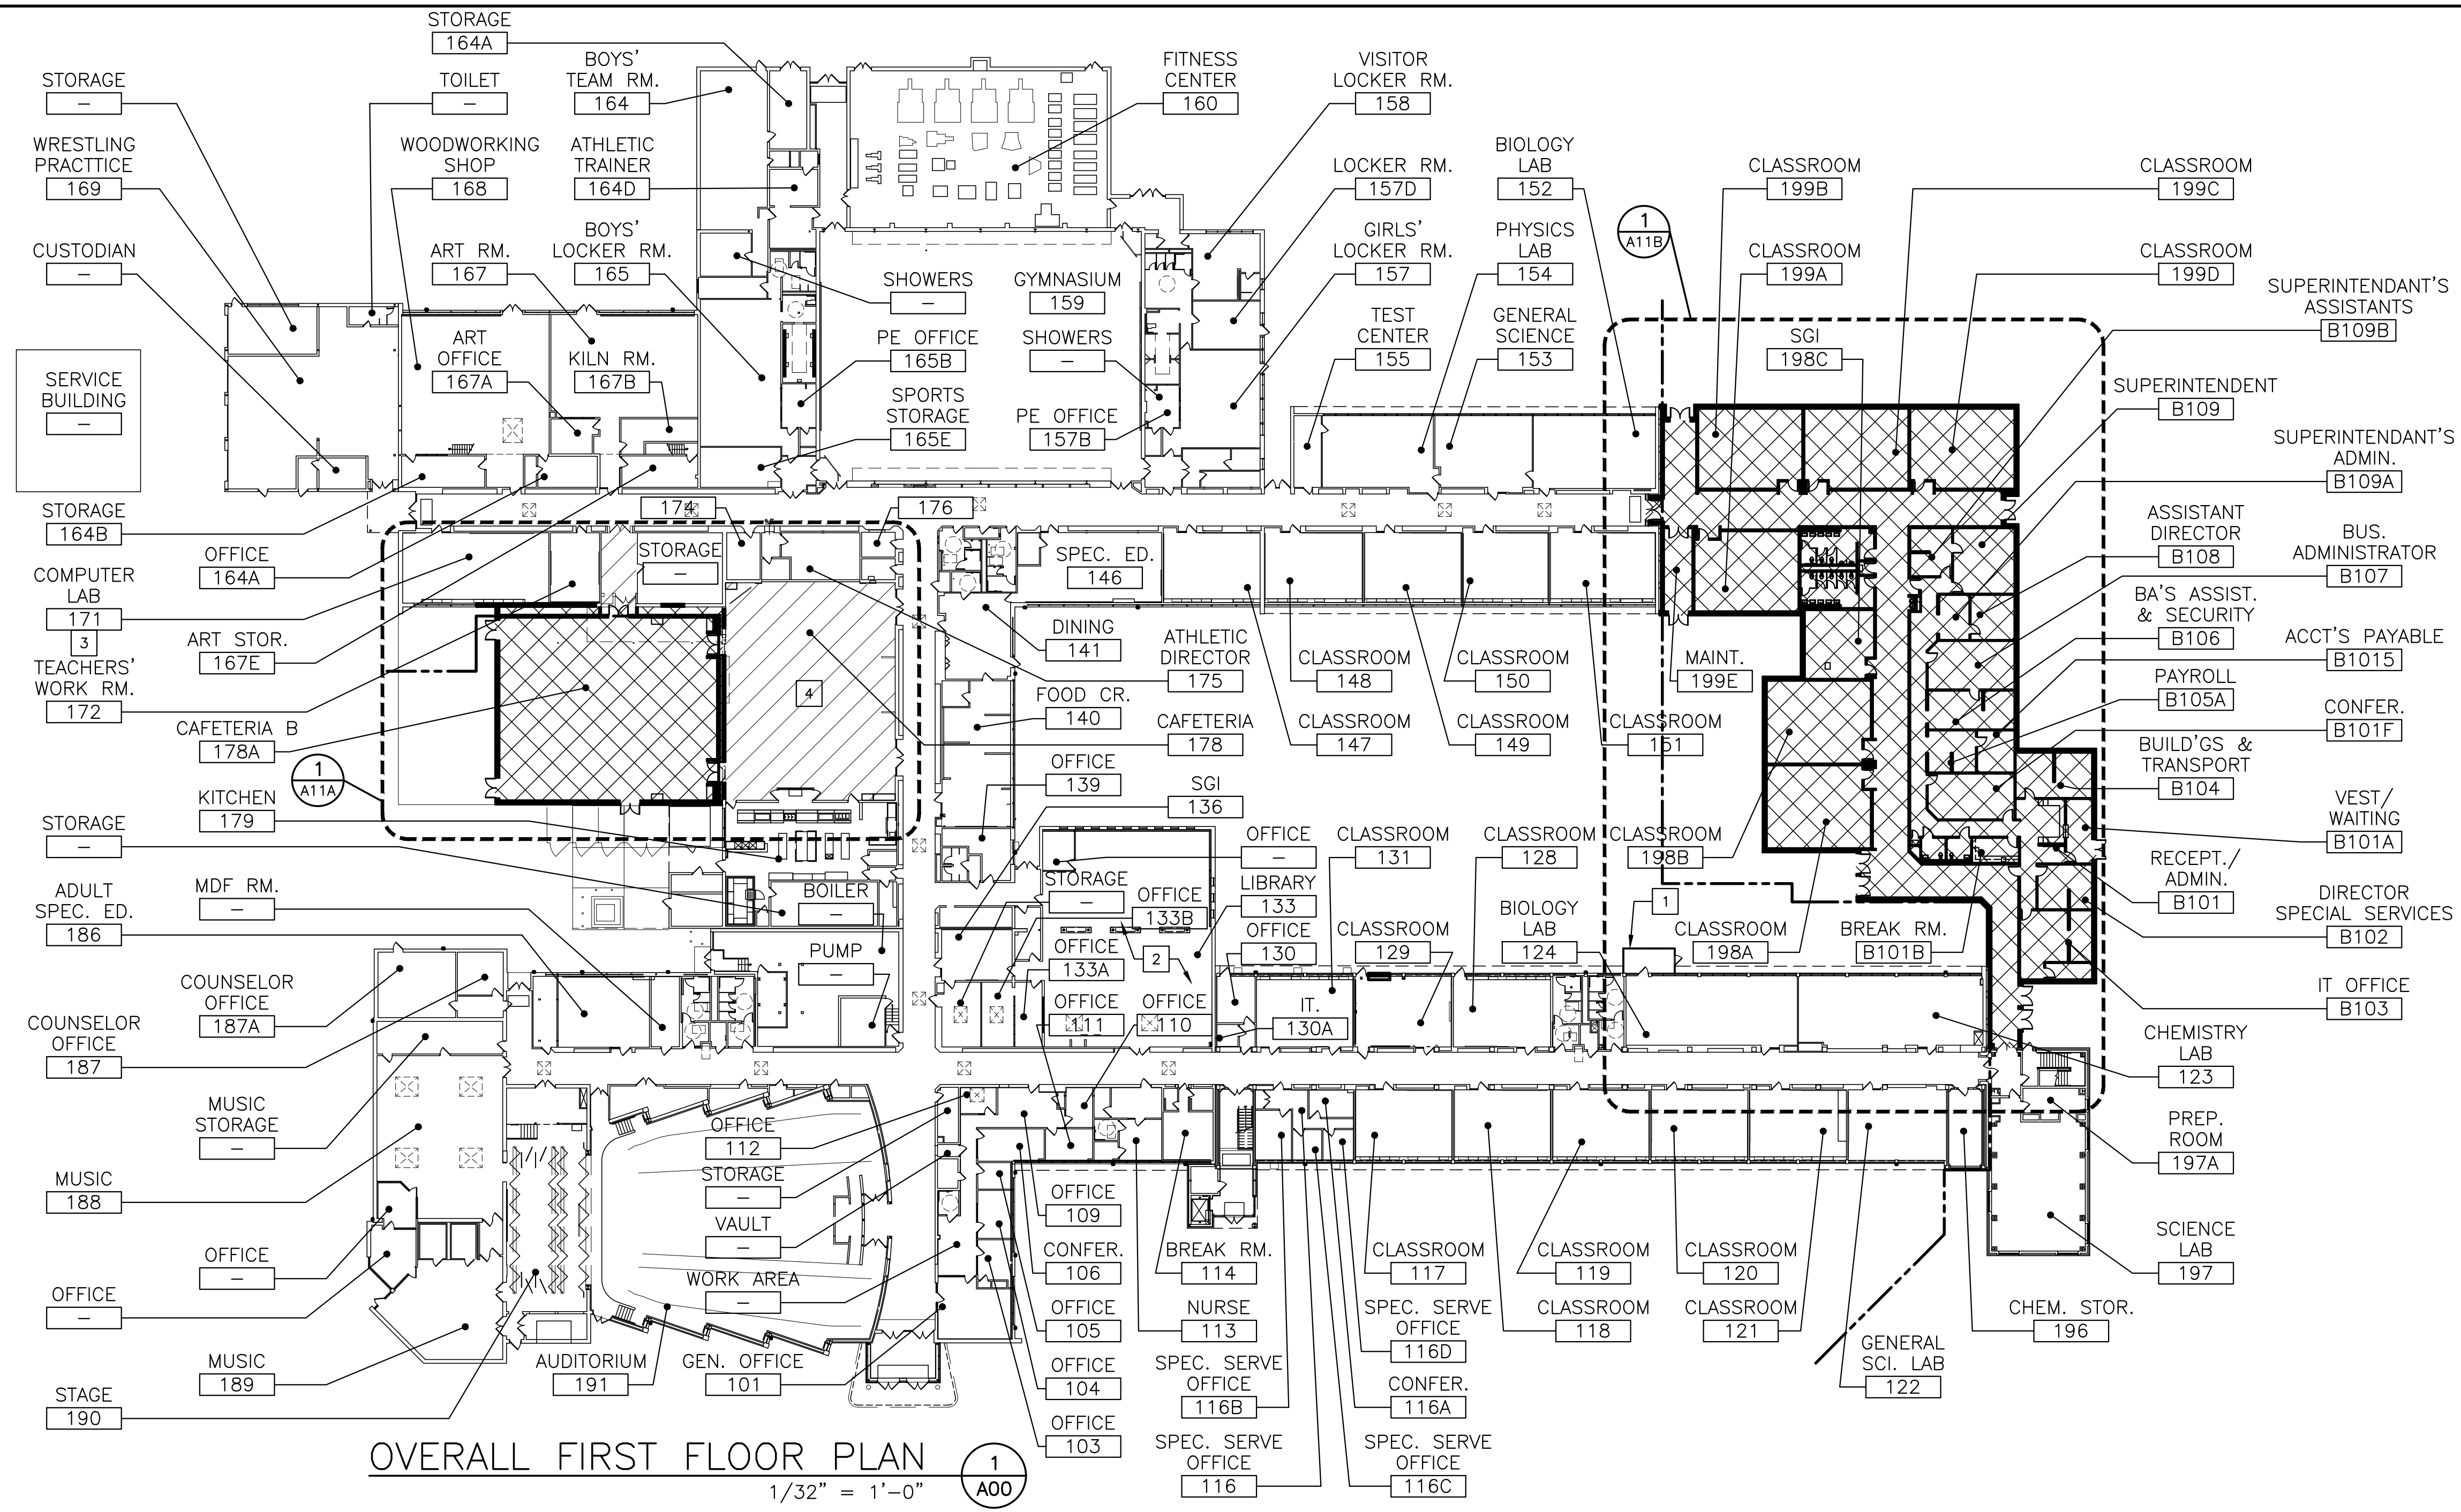 STORAGE
164A
STORAGE
—
TOILET
—
BOYS'
TEAM RM.
164
FITNESS
CENTER
160
VISITOR
LOCKER RM.
158
WRESTLING
PRACTTICE
169
WOODWORKING
SHOP
168
ATHLETIC
TRAINER
164D
LOCKER RM.
157D
BIOLOGY
LAB
152
CLASSROOM
199B
CLASSROOM
199C
CUSTODIAN
—
ART RM.
167
BOYS'
LOCKER RM.
165
SHOWERS
—
GYMNASIUM
159
GIRLS'
LOCKER RM.
157
PHYSICS
LAB
154
1
A11B
CLASSROOM
199A
CLASSROOM
199D
SUPERINTENDANT'S
ASSISTANTS
B109B
SERVICE
BUILDING
—
ART
OFFICE
167A
KILN RM.
167B
PE OFFICE
165B
SHOWERS
—
TEST
CENTER
155
GENERAL
SCIENCE
153
SGI
198C
SUPERINTENDENT
B109
SPORTS
STORAGE
165E
PE OFFICE
157B
SUPERINTENDANT'S
ADMIN.
B109A
STORAGE
164B
OFFICE
164A
174
176
STORAGE
—
SPEC. ED.
146
ASSISTANT
DIRECTOR
B108
BUS.
ADMINISTRATOR
B107
COMPUTER
LAB
171
3
ART STOR.
167E
DINING
141
ATHLETIC
DIRECTOR
175
CLASSROOM
148
CLASSROOM
150
MAINT.
199E
BA'S ASSIST.
& SECURITY
B106
ACCT'S PAYABLE
B1015
TEACHERS'
WORK RM.
172
4
FOOD CR.
140
PAYROLL
B105A
CONFER.
B101F
CAFETERIA B
178A
CAFETERIA
178
CLASSROOM
147
CLASSROOM
149
CLASSROOM
151
BUILD'GS &
TRANSPORT
B104
1
A11A
KITCHEN
179
OFFICE
139
SGI
136
VEST/
WAITING
B101A
STORAGE
—
OFFICE
—
CLASSROOM
131
CLASSROOM
128
CLASSROOM
198B
RECEPT./
ADMIN.
B101
ADULT
SPEC. ED.
186
MDF RM.
—
BOILER
—
STORAGE
—
OFFICE
133B
LIBRARY
133
1
DIRECTOR
SPECIAL SERVICES
B102
PUMP
—
OFFICE
133A
2
OFFICE
130
CLASSROOM
129
BIOLOGY
LAB
124
CLASSROOM
198A
BREAK RM.
B101B
COUNSELOR
OFFICE
187A
OFFICE
111
OFFICE
110
IT.
130A
IT OFFICE
B103
COUNSELOR
OFFICE
187
CHEMISTRY
LAB
123
MUSIC
STORAGE
—
OFFICE
112
PREP.
ROOM
197A
MUSIC
188
STORAGE
—
OFFICE
109
OFFICE
—
VAULT
—
CONFER.
106
BREAK RM.
114
CLASSROOM
117
CLASSROOM
119
CLASSROOM
120
SCIENCE
LAB
197
OFFICE
—
WORK AREA
—
OFFICE
105
NURSE
113
SPEC. SERVE
OFFICE
116D
CLASSROOM
118
CLASSROOM
121
CHEM. STOR.
196
MUSIC
189
AUDITORIUM
191
GEN. OFFICE
101
OFFICE
104
SPEC. SERVE
OFFICE
116B
CONFER.
116A
GENERAL
SCI. LAB
122
STAGE
190
OFFICE
103
SPEC. SERVE
OFFICE
116
SPEC. SERVE
OFFICE
116C
OVERALL FIRST FLOOR PLAN
1/32" = 1'-0"
1
A00